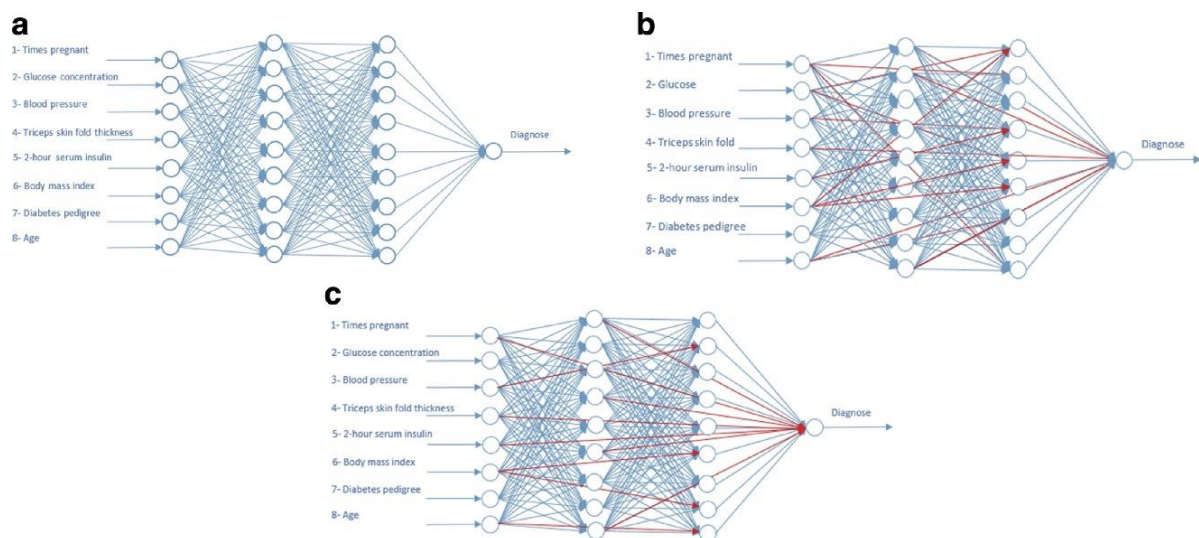 a
1- Times pregnant
2- Glucose concentration
3- Blood pressure
4- Triceps skin fold thickness
5- 2-hour serum insulin
6- Body mass index
7- Diabetes pedigree
8- Age
Diagnose
b
1- Times pregnant
2- Glucose
3- Blood pressure
4- Triceps skin fold
5- 2-hour serum insulin
6- Body mass index
7- Diabetes pedigree
8- Age
Diagnose
c
1- Times pregnant
2- Glucose concentration
3- Blood pressure
4- Triceps skin fold thickness
5- 2-hour serum insulin
6- Body mass index
7- Diabetes pedigree
8- Age
Diagnose